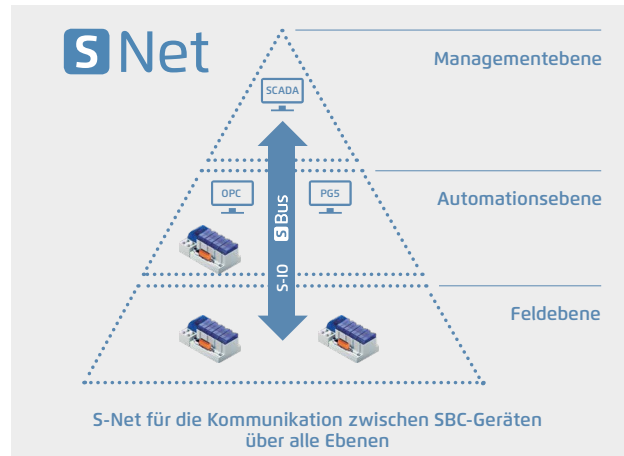 S Net
Managementebene
SCADA
Automationsebene
OPC
PG5
S-IO S Bus
Feldebene
S-Net für die Kommunikation zwischen SBC-Geräten
über alle Ebenen